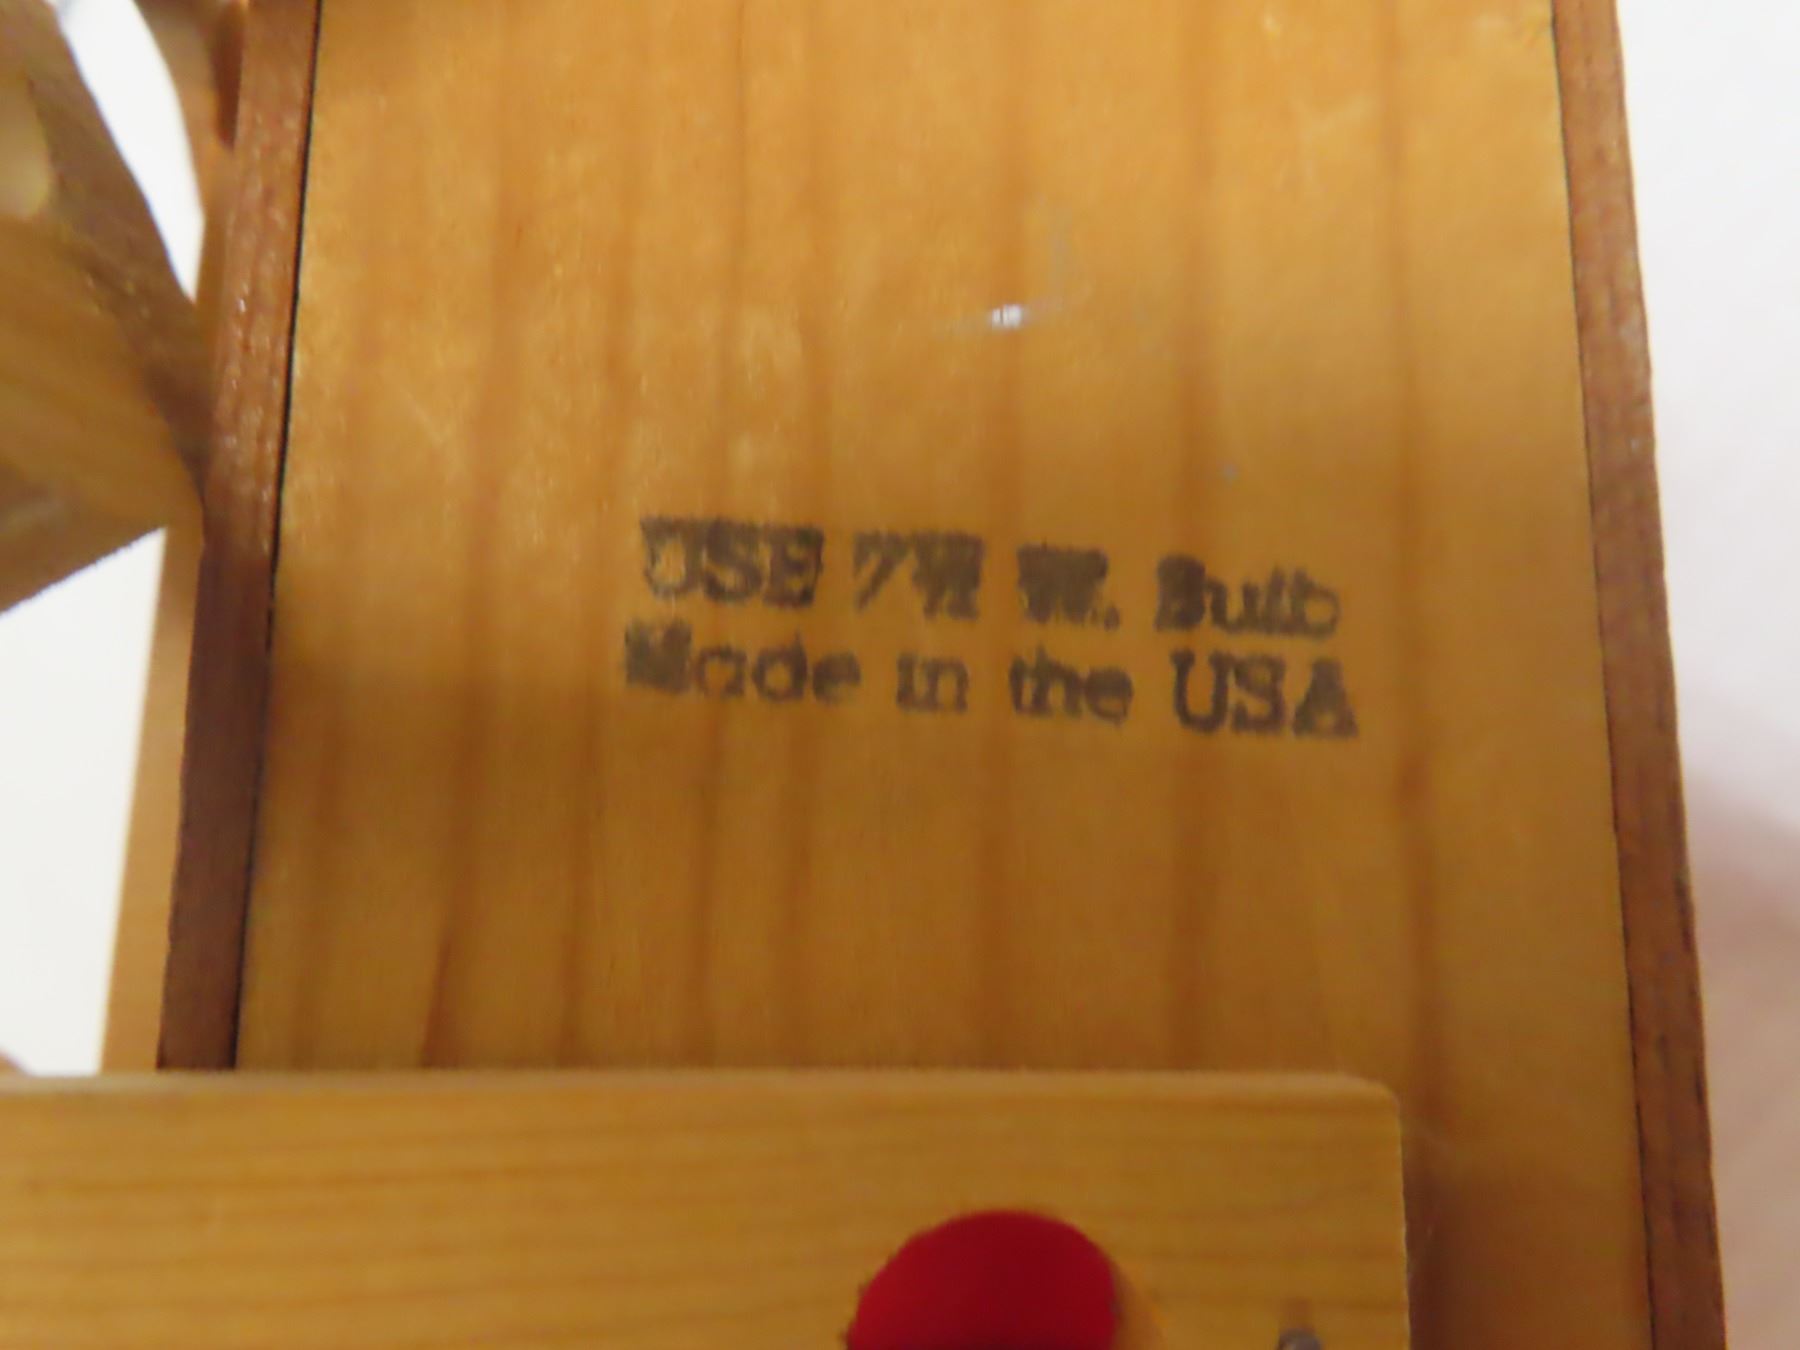 USE 7½ W. Bulb
Made in the USA